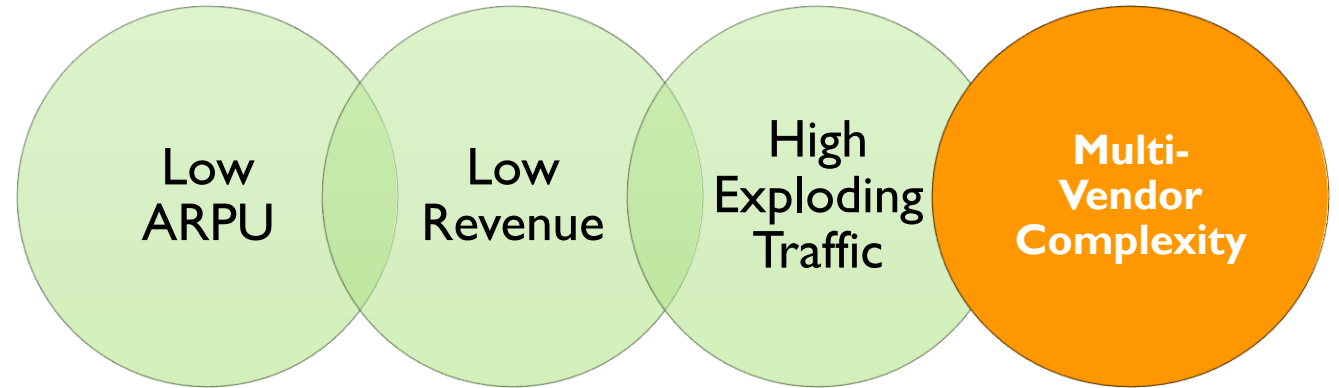 Low
ARPU
Low
Revenue
High
Exploding
Traffic
Multi-
Vendor
Complexity